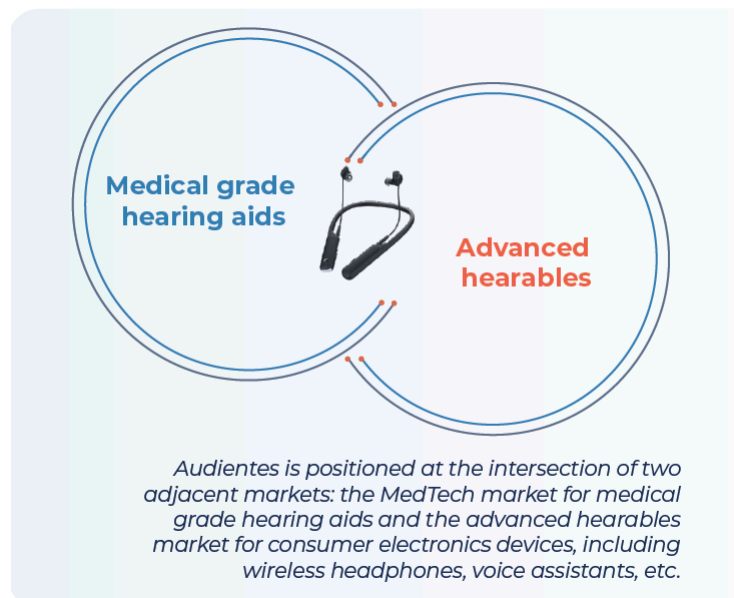 Medical grade
hearing aids
Advanced
hearables
Audientes is positioned at the intersection of two
adjacent markets: the MedTech market for medical
grade hearing aids and the advanced hearables
market for consumer electronics devices, including
wireless headphones, voice assistants, etc.